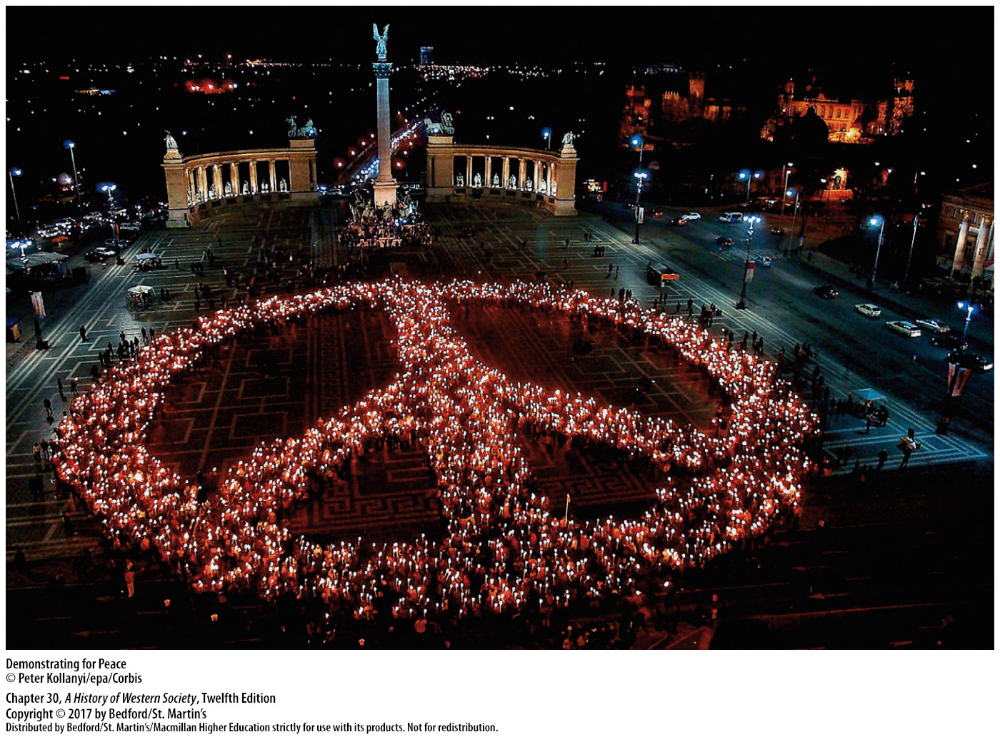 Demonstrating for Peace
© Peter Kollanyi/epa/Corbis
Chapter 30, A History of Western Society, Twelfth Edition
Copyright © 2017 by Bedford/St. Martin’s
Distributed by Bedford/St. Martin’s/Macmillan Higher Education strictly for use with its products. Not for redistribution.